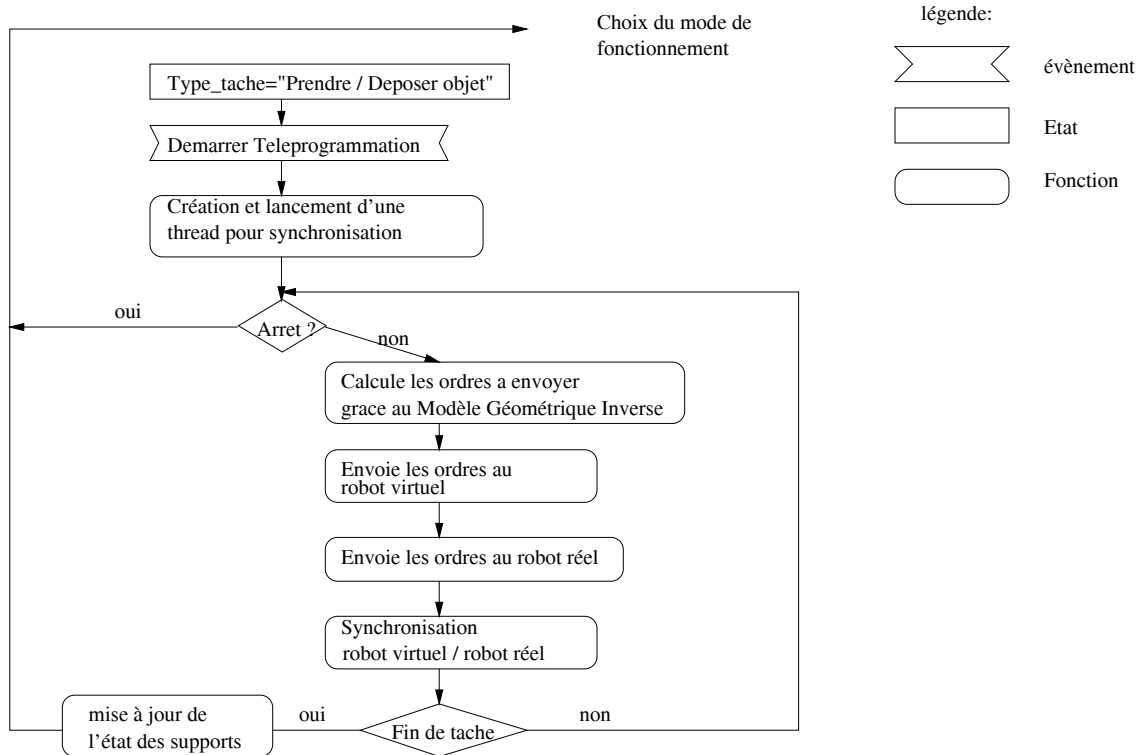 Choix du mode de
fonctionnement
légende:
évènement
Etat
Fonction
Type_tache="Prendre / Deposer objet"
Demarrer Teleprogrammation
Création et lancement d'une
thread pour synchronisation
oui
Arret ?
non
Calcule les ordres a envoyer
grace au Modèle Géométrique Inverse
Envoie les ordres au
robot virtuel
Envoie les ordres au robot réel
Synchronisation
robot virtuel / robot réel
mise à jour de
l'état des supports
oui
Fin de tache
non